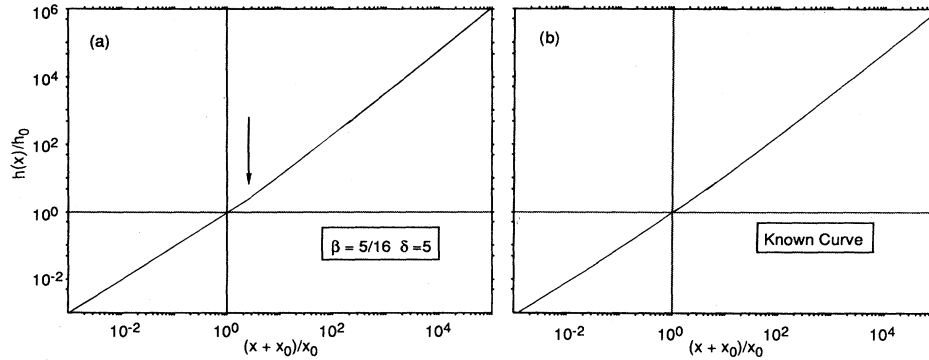 (a)
10^6
10^4
10^2
10^0
10^-2
h(x)/h_0
β = 5/16 δ =5
10^-2 10^0 10^2 10^4
(x + x_0)/x_0
(b)
Known Curve
10^-2 10^0 10^2 10^4
(x + x_0)/x_0